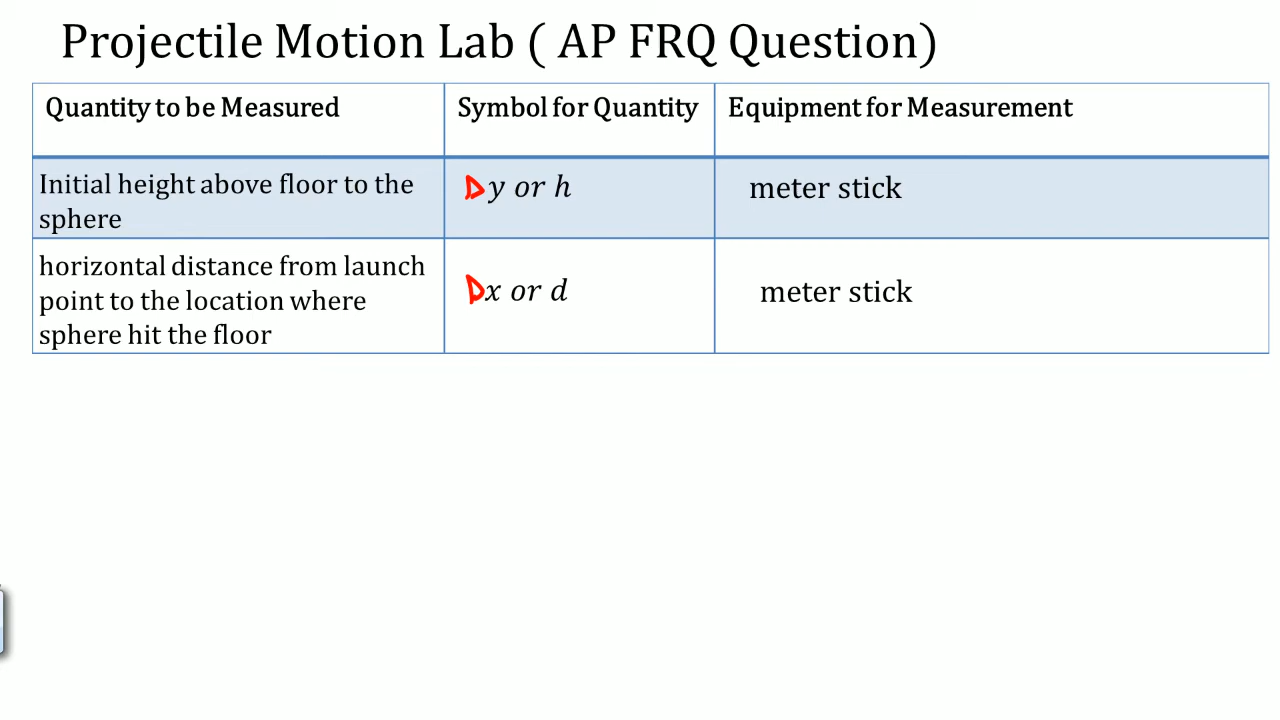 Projectile Motion Lab ( AP FRQ Question)
Quantity to be Measured
Symbol for Quantity
Equipment for Measurement
Initial height above floor to the
sphere
Δy or h
meter stick
horizontal distance from launch
point to the location where
sphere hit the floor
Δx or d
meter stick